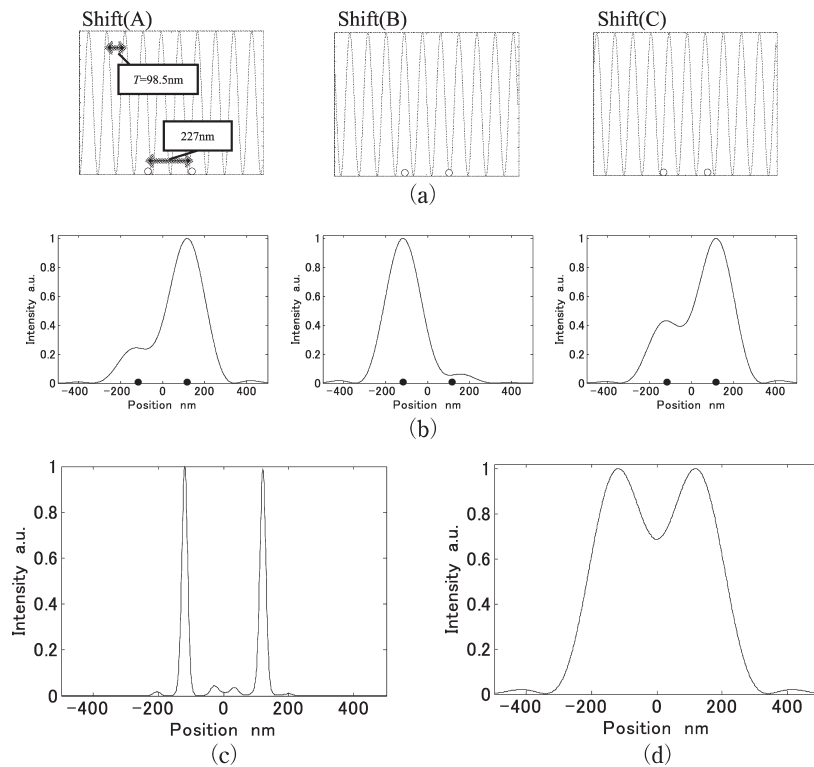 Shift(A) Shift(B) Shift(C)
T=98.5nm
227nm
(a)
1 1 1
0.8 0.8 0.8
0.6 0.6 0.6
0.4 0.4 0.4
0.2 0.2 0.2
0 0 0
Intensity a.u. Intensity a.u. Intensity a.u.
-400 -200 0 200 400 -400 -200 0 200 400 -400 -200 0 200 400
Position nm Position nm Position nm
(b)
1 1
0.8 0.8
0.6 0.6
0.4 0.4
0.2 0.2
0 0
Intensity a.u. Intensity a.u.
-400 -200 0 200 400 -400 -200 0 200 400
Position nm Position nm
(c) (d)